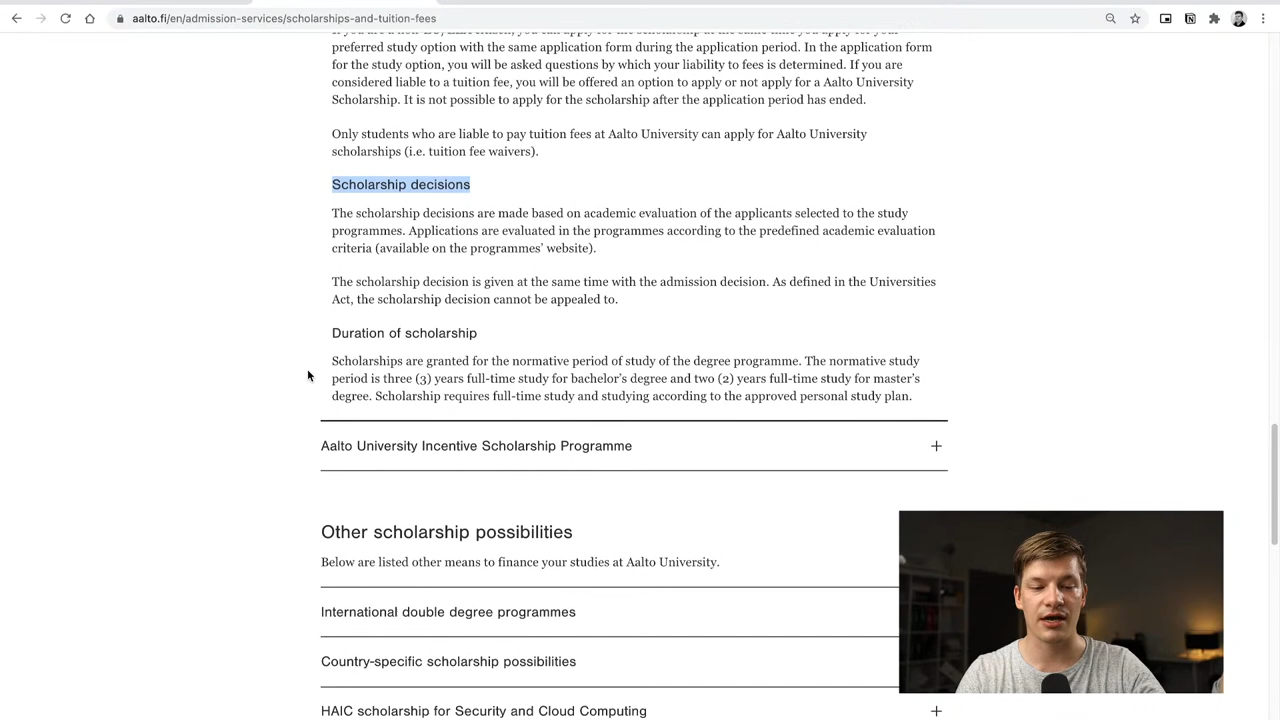 aalto.fi/en/admission-services/scholarships-and-tuition-fees
preferred study option with the same application form during the application period. In the application form
for the study option, you will be asked questions by which your liability to fees is determined. If you are
considered liable to a tuition fee, you will be offered an option to apply or not apply for a Aalto University
Scholarship. It is not possible to apply for the scholarship after the application period has ended.
Only students who are liable to pay tuition fees at Aalto University can apply for Aalto University
scholarships (i.e. tuition fee waivers).
Scholarship decisions
The scholarship decisions are made based on academic evaluation of the applicants selected to the study
programmes. Applications are evaluated in the programmes according to the predefined academic evaluation
criteria (available on the programmes’ website).
The scholarship decision is given at the same time with the admission decision. As defined in the Universities
Act, the scholarship decision cannot be appealed to.
Duration of scholarship
Scholarships are granted for the normative period of study of the degree programme. The normative study
period is three (3) years full-time study for bachelor’s degree and two (2) years full-time study for master’s
degree. Scholarship requires full-time study and studying according to the approved personal study plan.
Aalto University Incentive Scholarship Programme
Other scholarship possibilities
Below are listed other means to finance your studies at Aalto University.
International double degree programmes
Country-specific scholarship possibilities
HAIC scholarship for Security and Cloud Computing